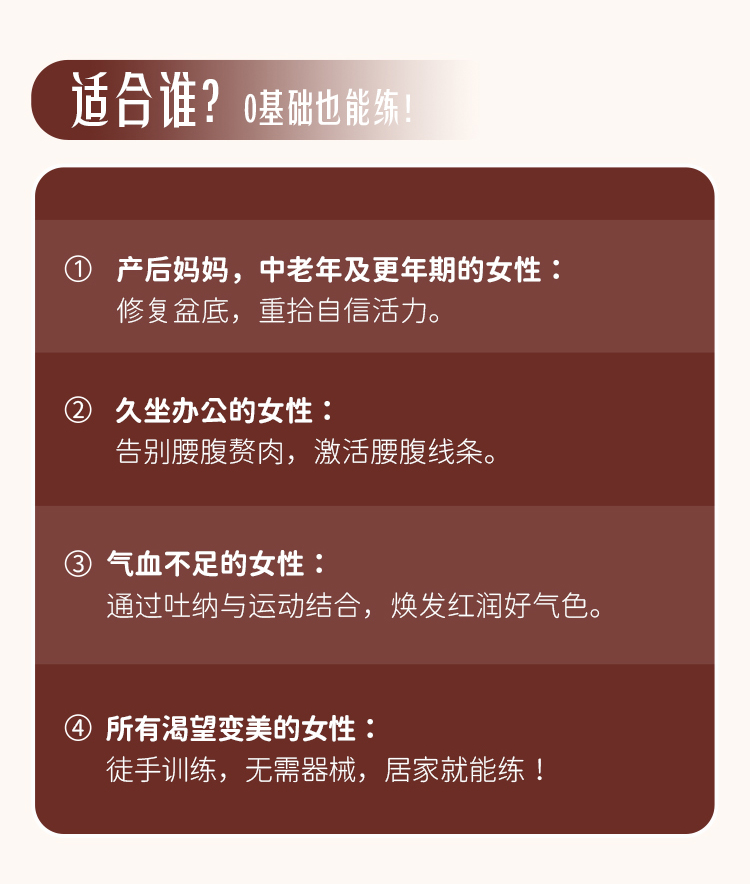 适合谁？ 0基础也能练！
① 产后妈妈，中老年及更年期的女性：
修复盆底，重拾自信活力。
② 久坐办公的女性：
告别腰腹赘肉，激活腰腹线条。
③ 气血不足的女性：
通过吐纳与运动结合，焕发红润好气色。
④ 所有渴望变美的女性：
徒手训练，无需器械，居家就能练！